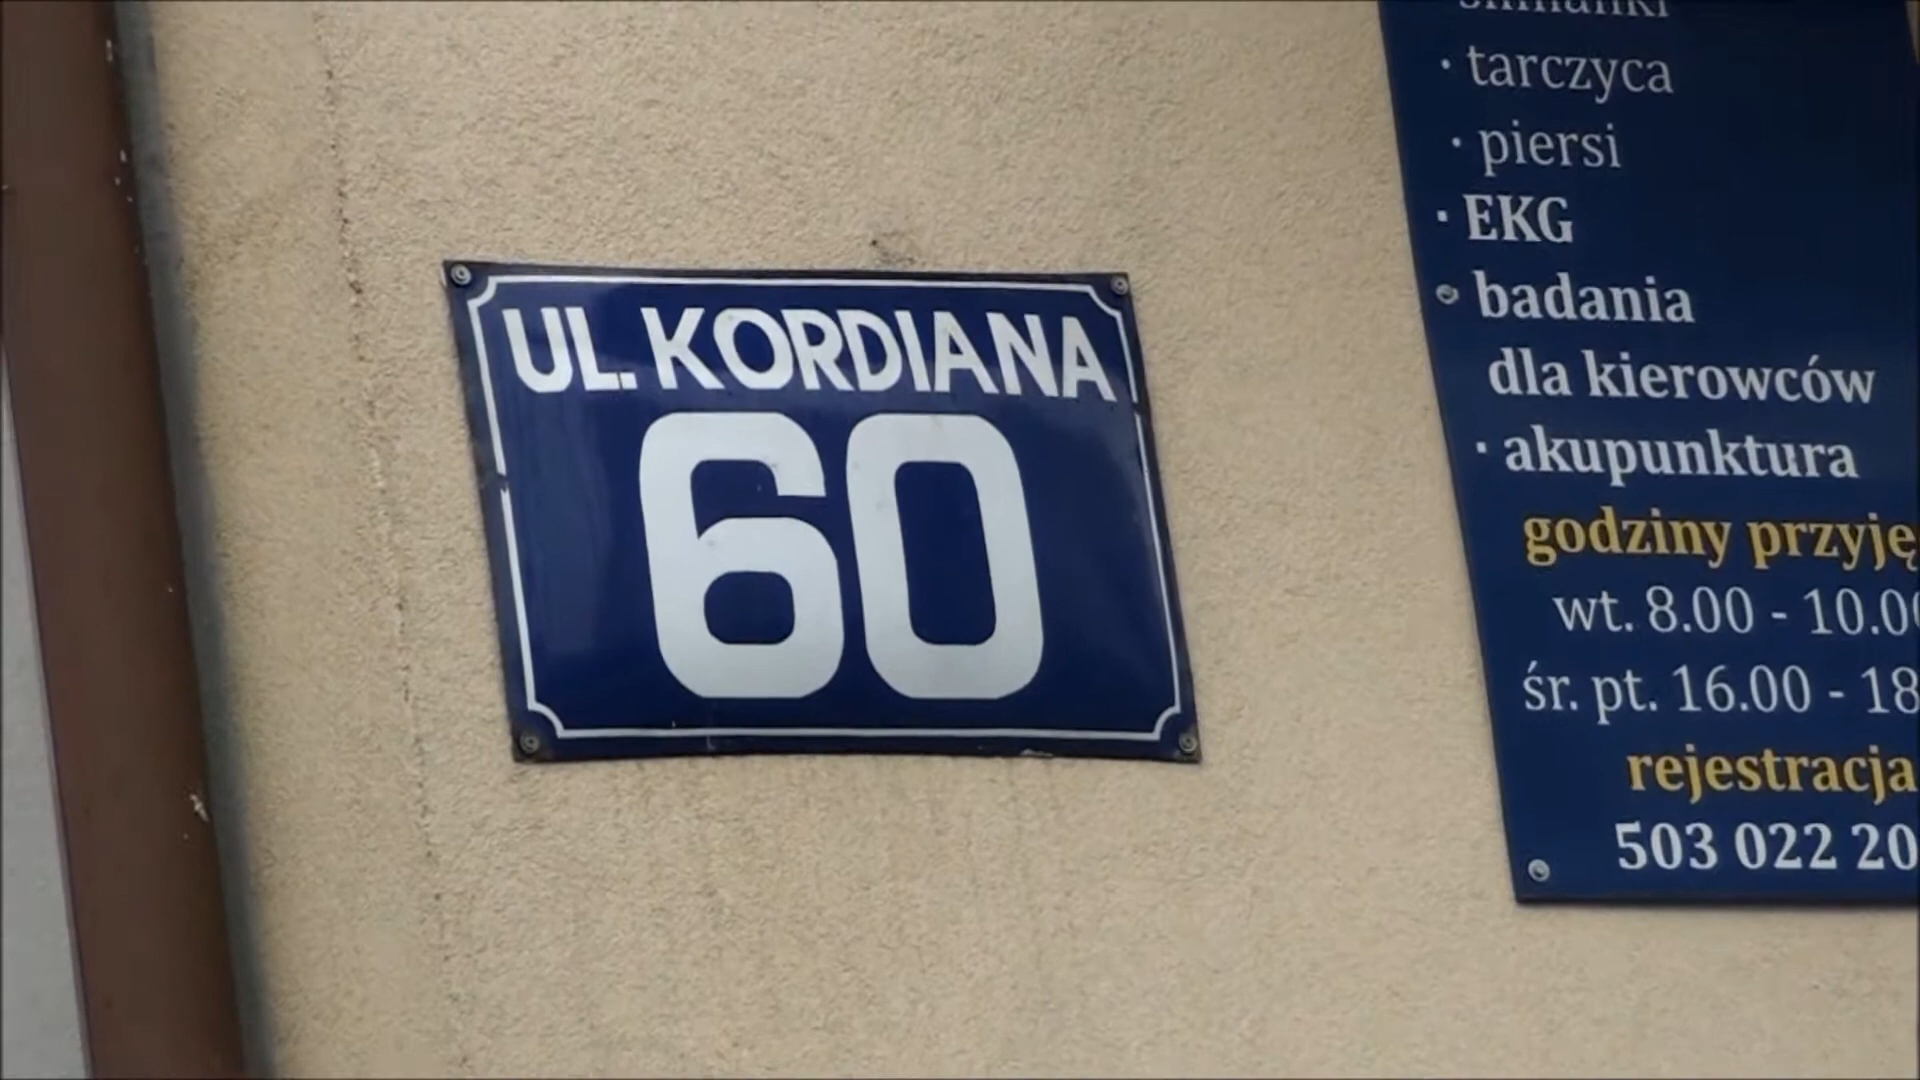 UL. KORDIANA
60
· tarczyca
· piersi
· EKG
· badania
dla kierowców
· akupunktura
godziny
wt. 8.00 - 10.0
śr. pt. 16.00 - 18
rejestracja
503 022 20